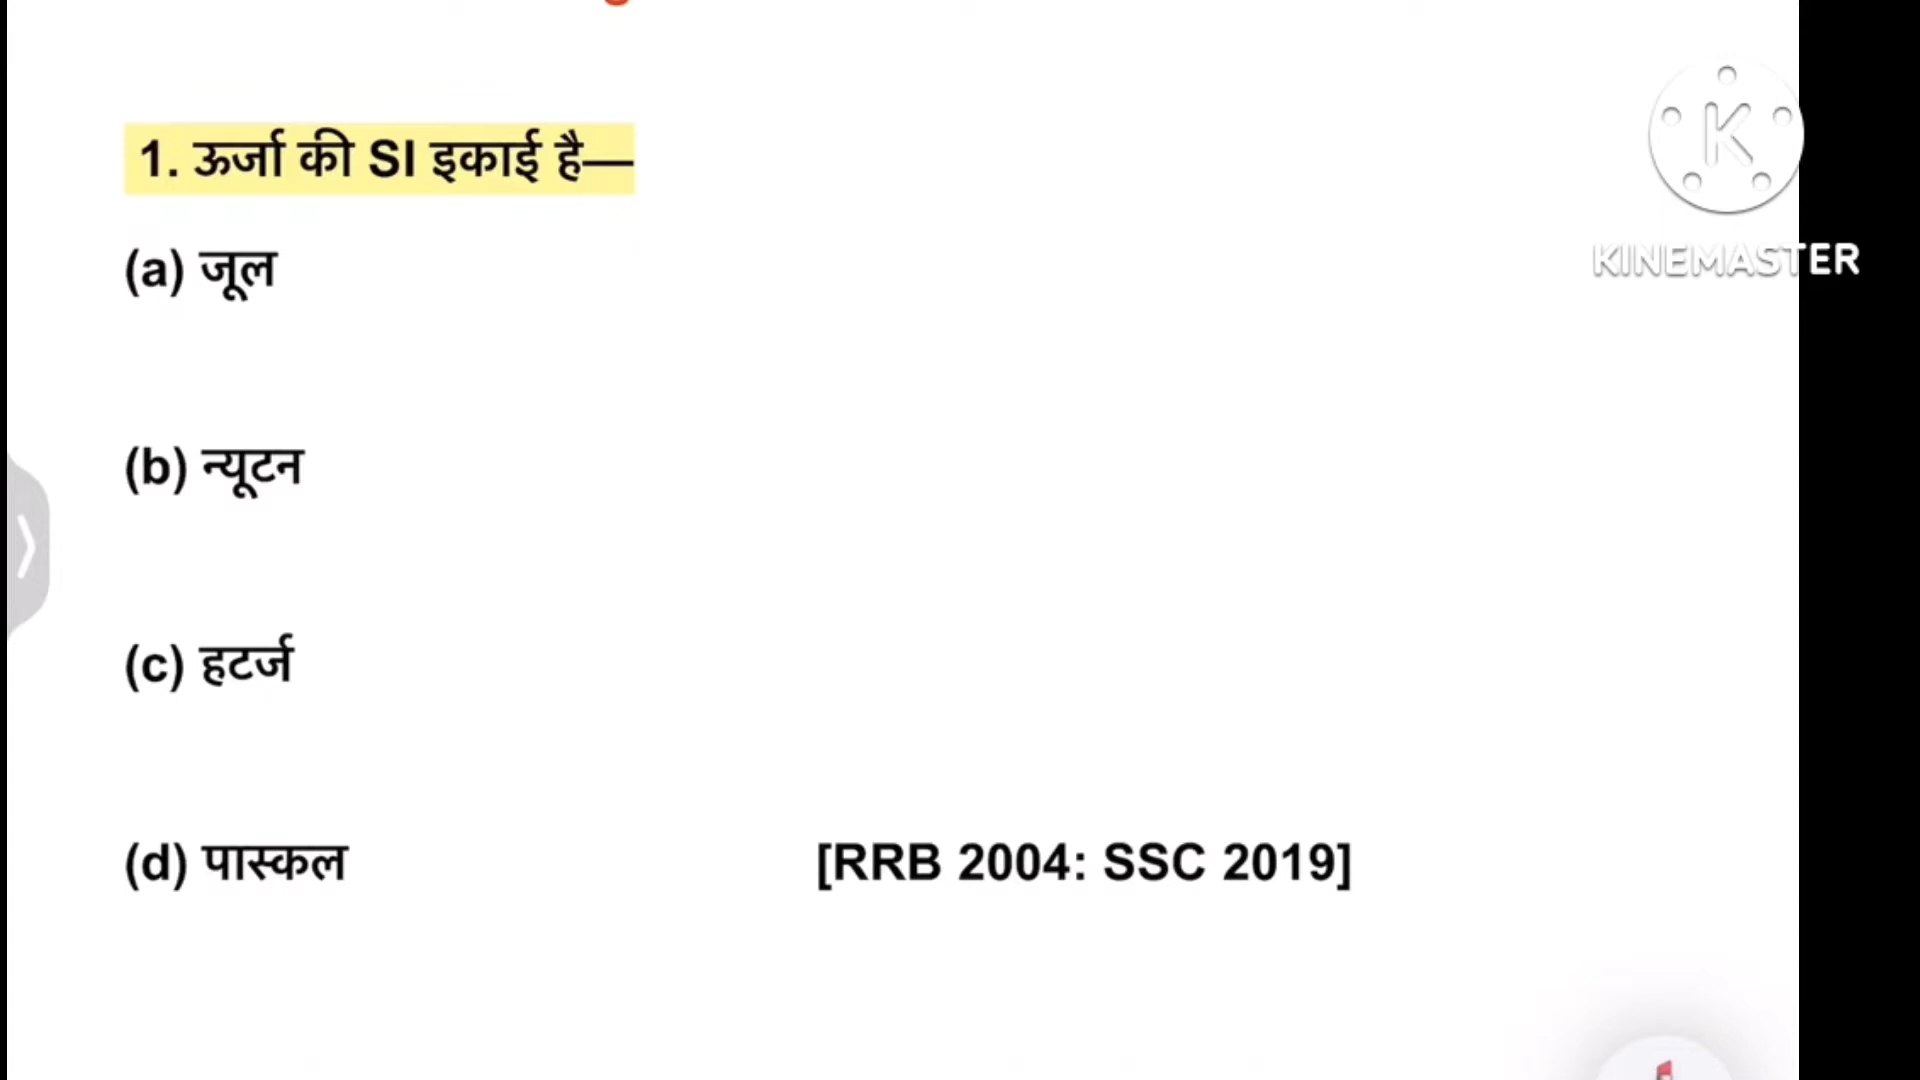 1. ऊर्जा की SI इकाई है—
K
KINEMASTER
(a) जूल
(b) न्यूटन
(c) हटर्ज
(d) पास्कल [RRB 2004: SSC 2019]